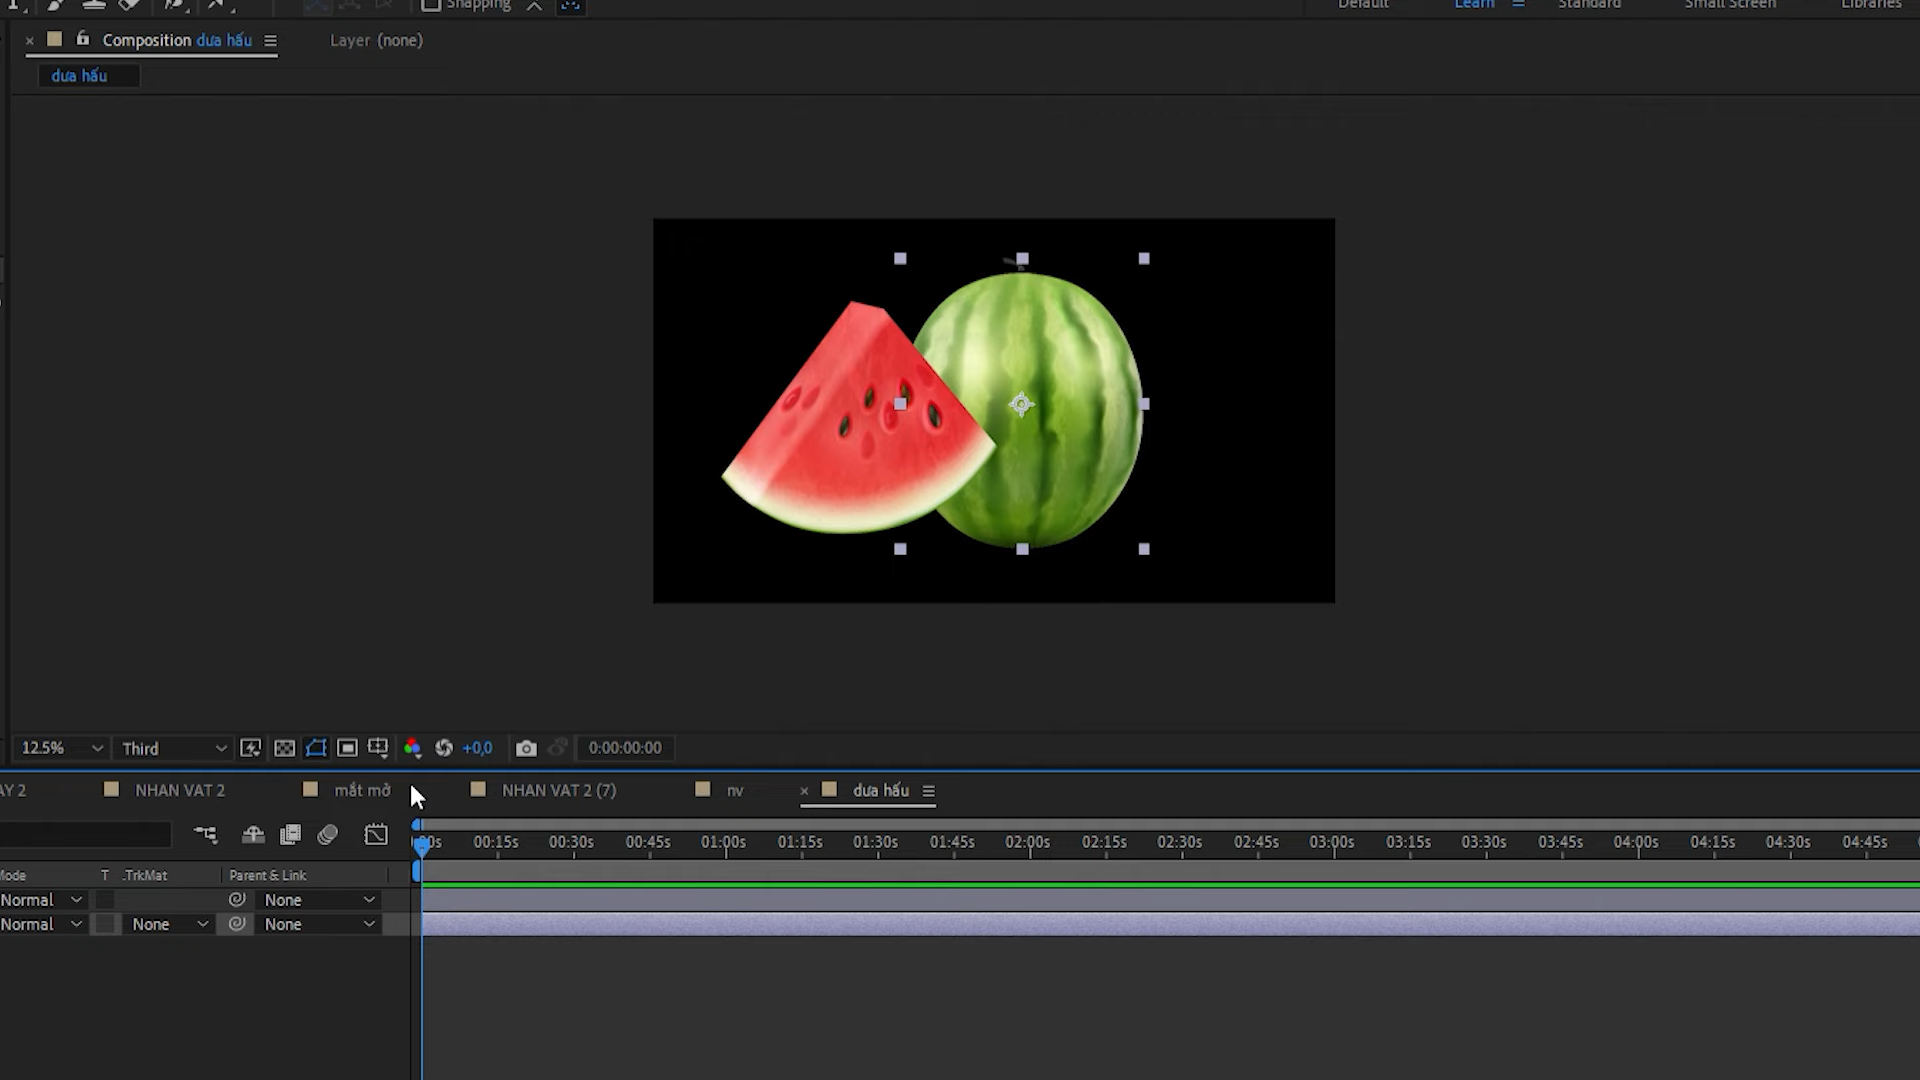 Snapping
Default
Learn
Standard
Small Screen
Libraries
Composition dưa hấu
Layer (none)
dưa hấu
12.5%
Third
+0,0
0:00:00:00
AY 2
NHAN VAT 2
mắt mở
NHAN VAT 2 (7)
nv
dưa hấu
00s
00:15s
00:30s
00:45s
01:00s
01:15s
01:30s
01:45s
02:00s
02:15s
02:30s
02:45s
03:00s
03:15s
03:30s
03:45s
04:00s
04:15s
04:30s
04:45s
Mode
T
.TrkMat
Parent & Link
Normal
None
Normal
None
None